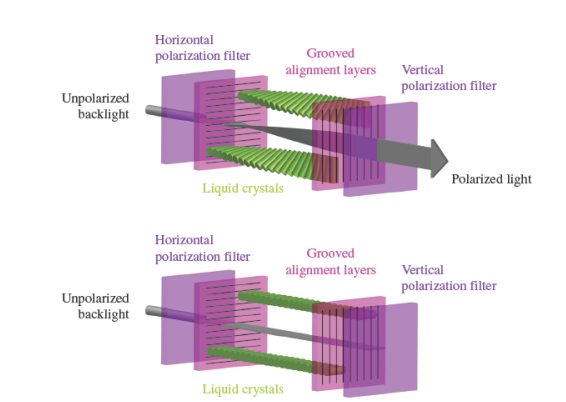 Horizontal
polarization filter
Grooved
alignment layers
Vertical
polarization filter
Unpolarized
backlight
Polarized light
Liquid crystals
Horizontal
polarization filter
Grooved
alignment layers
Vertical
polarization filter
Unpolarized
backlight
Liquid crystals